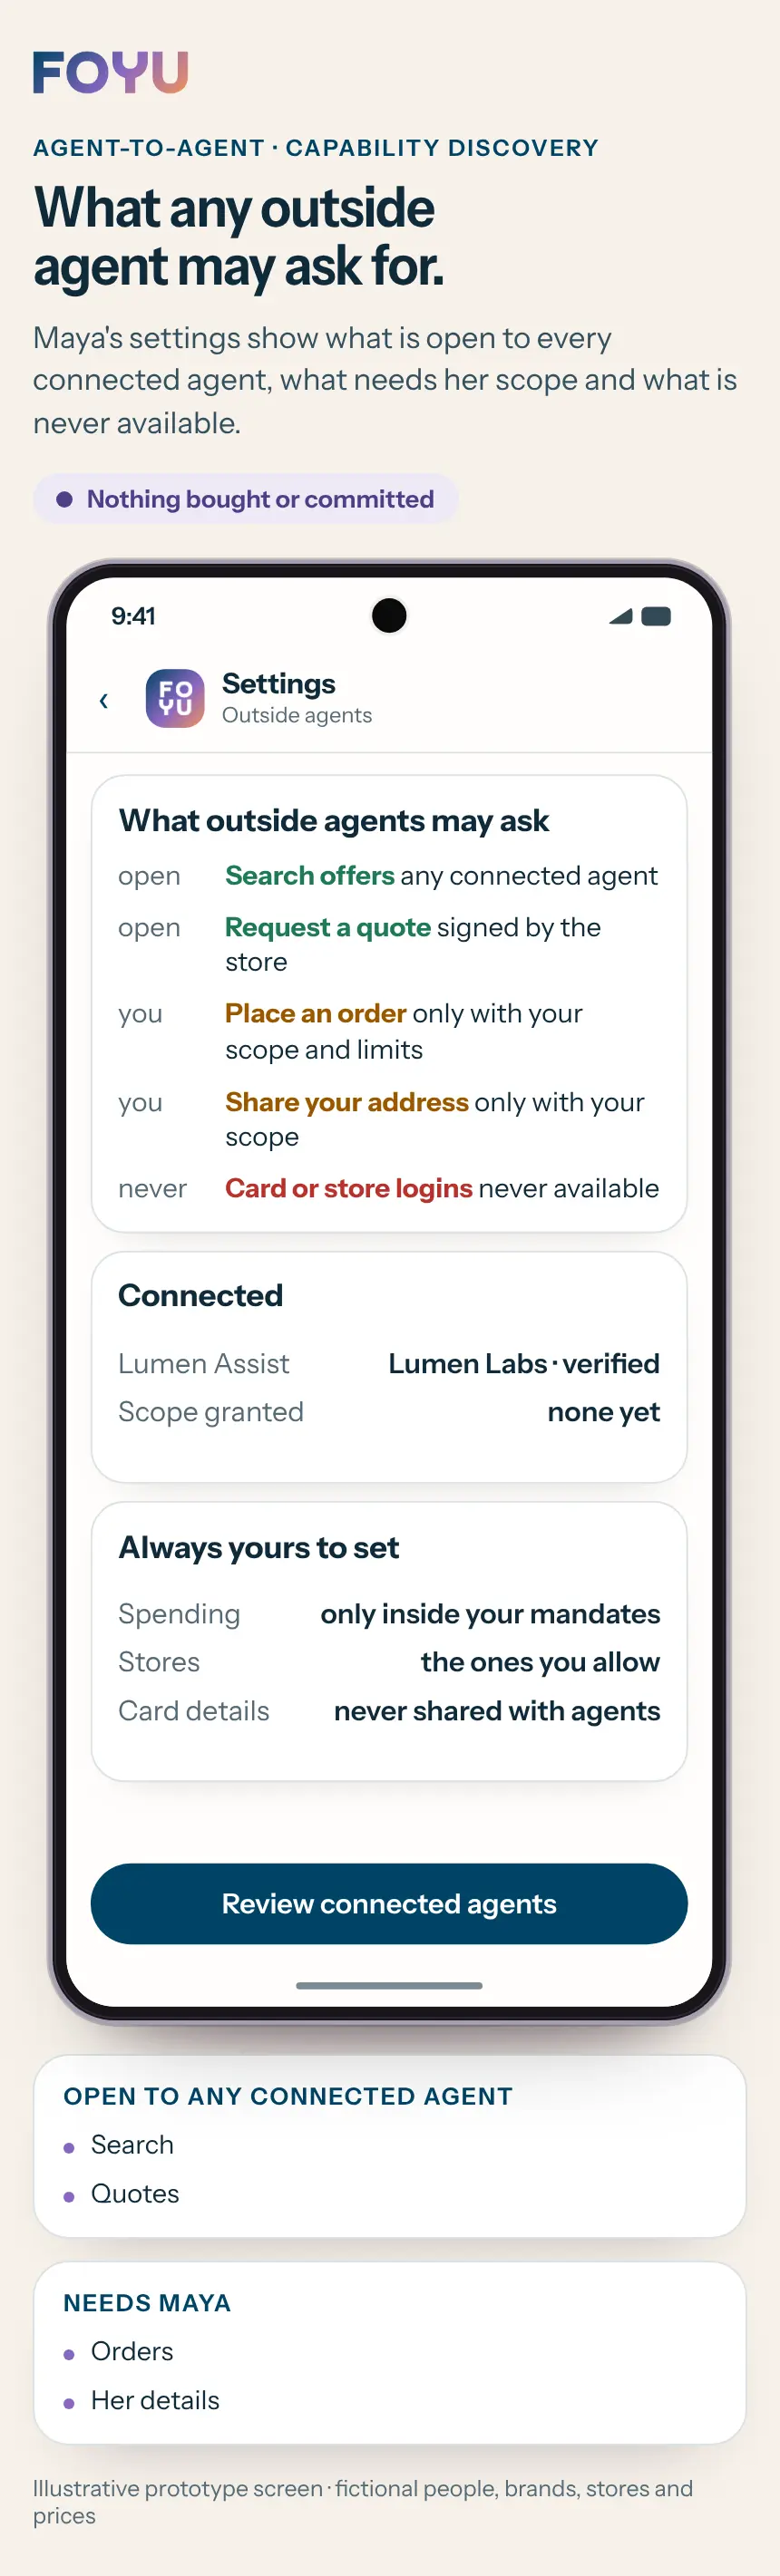 FOYU
AGENT-TO-AGENT · CAPABILITY DISCOVERY
What any outside
agent may ask for.
Maya's settings show what is open to every
connected agent, what needs her scope and what is
never available.
Nothing bought or committed
9:41
‹
FO
YU
Settings
Outside agents
What outside agents may ask
open Search offers any connected agent
open Request a quote signed by the
store
you Place an order only with your
scope and limits
you Share your address only with your
scope
never Card or store logins never available
Connected
Lumen Assist Lumen Labs · verified
Scope granted none yet
Always yours to set
Spending only inside your mandates
Stores the ones you allow
Card details never shared with agents
Review connected agents
OPEN TO ANY CONNECTED AGENT
Search
Quotes
NEEDS MAYA
Orders
Her details
Illustrative prototype screen · fictional people, brands, stores and
prices